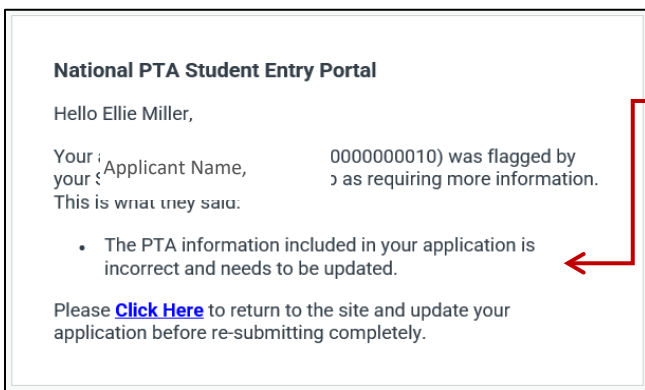 National PTA Student Entry Portal
Hello Ellie Miller,
Your Applicant Name, 0000000010) was flagged by
your as requiring more information.
This is what they said:
• The PTA information included in your application is
incorrect and needs to be updated.
Please Click Here to return to the site and update your
application before re-submitting completely.